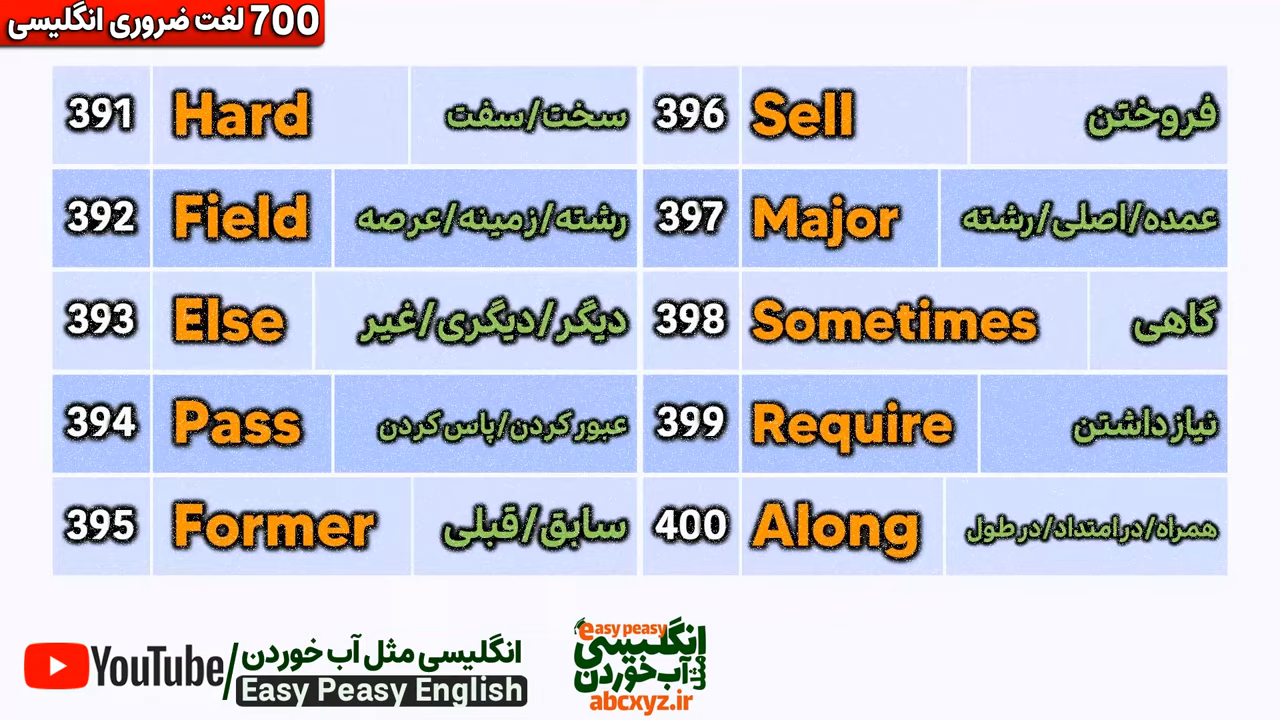 700 لغت ضروری انگلیسی
391 Hard سخت/سفت
392 Field رشته/زمینه/عرصه
393 Else دیگر/دیگری/غیر
394 Pass عبور کردن/پاس کردن
395 Former سابق/قبلی
396 Sell فروختن
397 Major عمده/اصلی/رشته
398 Sometimes گاهی
399 Require نیاز داشتن
400 Along همراه/در امتداد/در طول
YouTube/انگلیسی مثل آب خوردن
Easy Peasy English
easy peasy
انگلیسی
مثل آب خوردن
abcxyz.ir